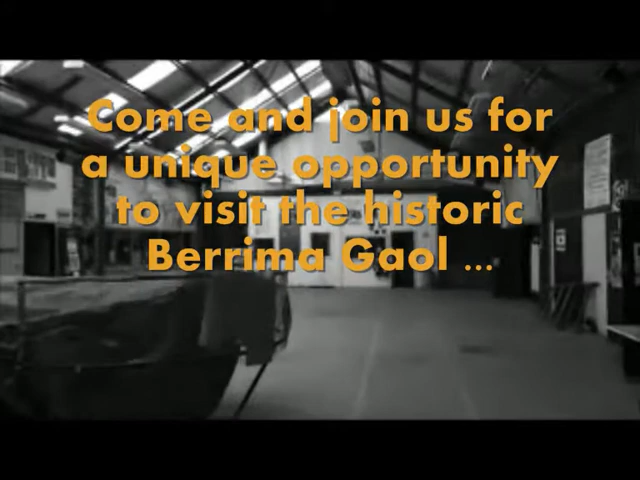 Come and join us for
a unique opportunity
to visit the historic
Berrima Gaol ...